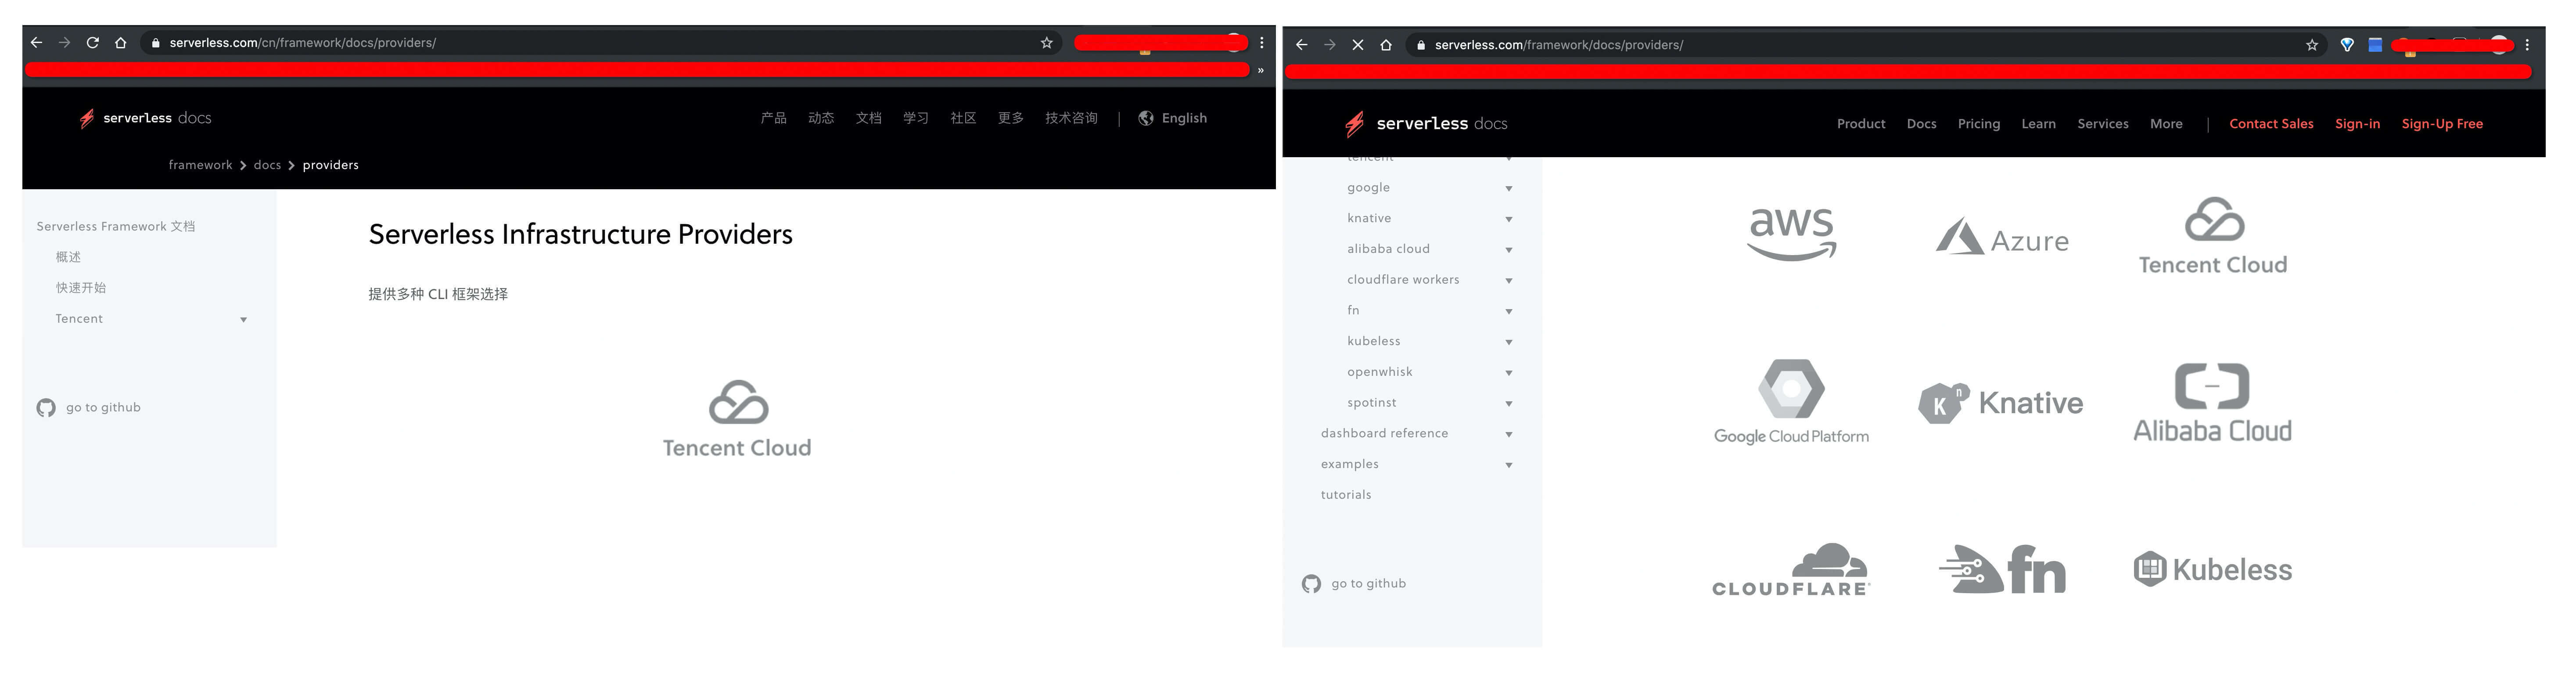 serverless.com/cn/framework/docs/providers/
»
serverless docs
产品 动态 文档 学习 社区 更多 技术咨询 | English
framework > docs > providers
Serverless Framework 文档
概述
快速开始
Tencent
go to github
Serverless Infrastructure Providers
提供多种 CLI 框架选择
Tencent Cloud
serverless.com/framework/docs/providers/
serverless docs
Product Docs Pricing Learn Services More | Contact Sales Sign-in Sign-Up Free
tencent
google
knative
alibaba cloud
cloudflare workers
fn
kubeless
openwhisk
spotinst
dashboard reference
examples
tutorials
go to github
aws
Azure
Tencent Cloud
Google Cloud Platform
K n Knative
Alibaba Cloud
CLOUDFLARE
fn
Kubeless